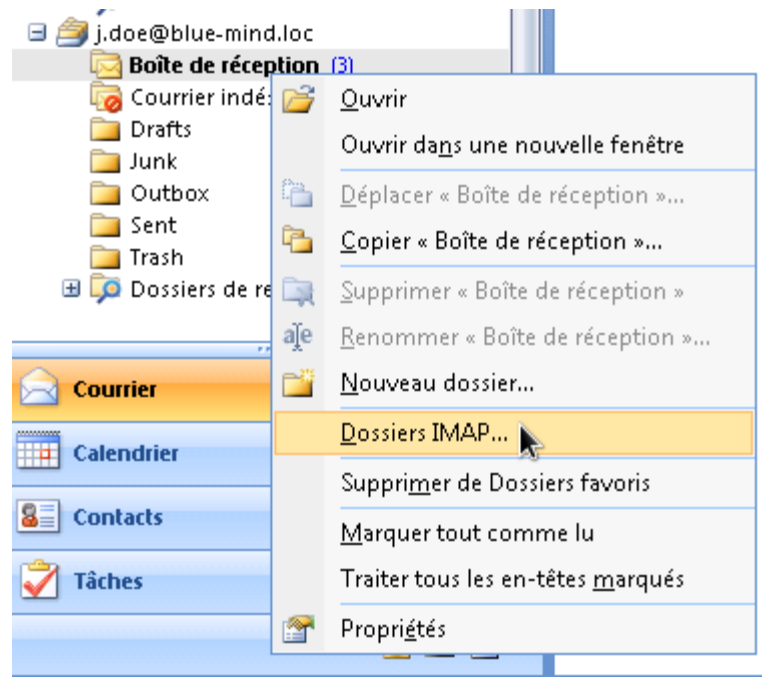 j.doe@blue-mind.loc
Boîte de réception (3)
Courrier indé
Drafts
Junk
Outbox
Sent
Trash
Dossiers de re
Courrier
Calendrier
Contacts
Tâches
Ouvrir
Ouvrir dans une nouvelle fenêtre
Déplacer « Boîte de réception »...
Copier « Boîte de réception »...
Supprimer « Boîte de réception »
Renommer « Boîte de réception »...
Nouveau dossier...
Dossiers IMAP...
Supprimer de Dossiers favoris
Marquer tout comme lu
Traiter tous les en-têtes marqués
Propriétés